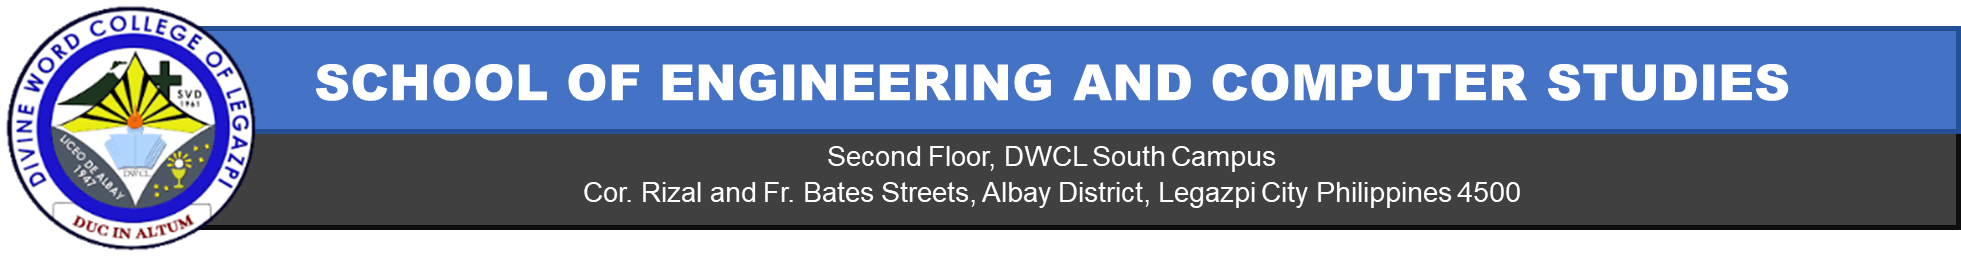 DIVINE WORD COLLEGE OF LEGAZPI
SVD
1961
LICEO DE ALBAY
1947
DWCL
DUC IN ALTUM
SCHOOL OF ENGINEERING AND COMPUTER STUDIES
Second Floor, DWCL South Campus
Cor. Rizal and Fr. Bates Streets, Albay District, Legazpi City Philippines 4500